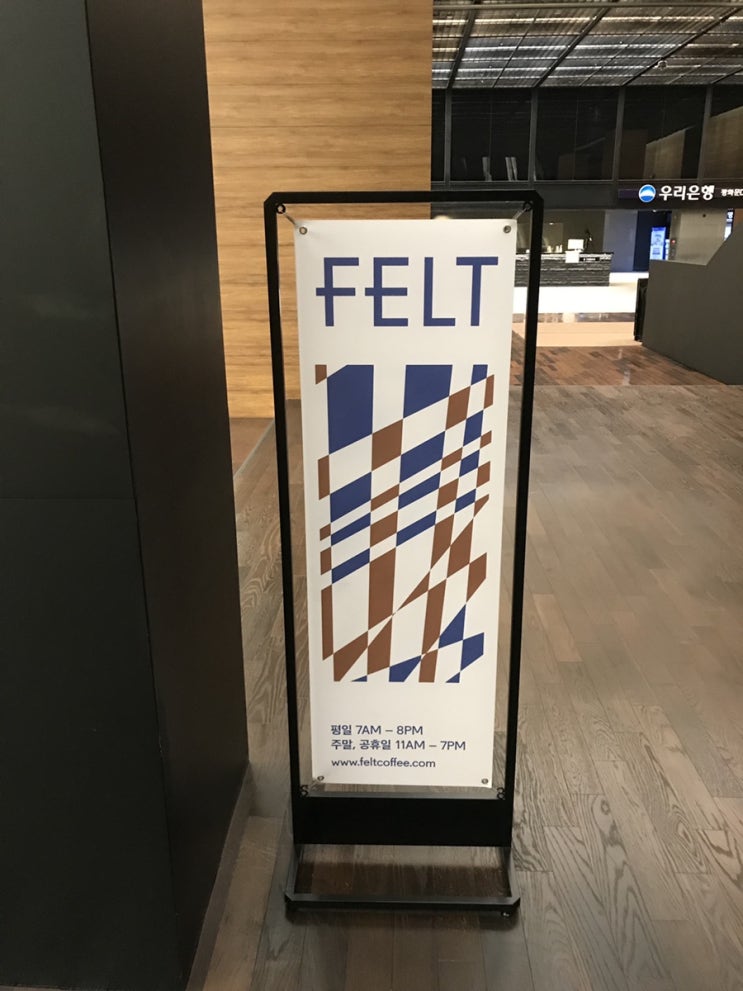 FELT
평일 7AM – 8PM
주말, 공휴일 11AM – 7PM
www.feltcoffee.com
우리은행